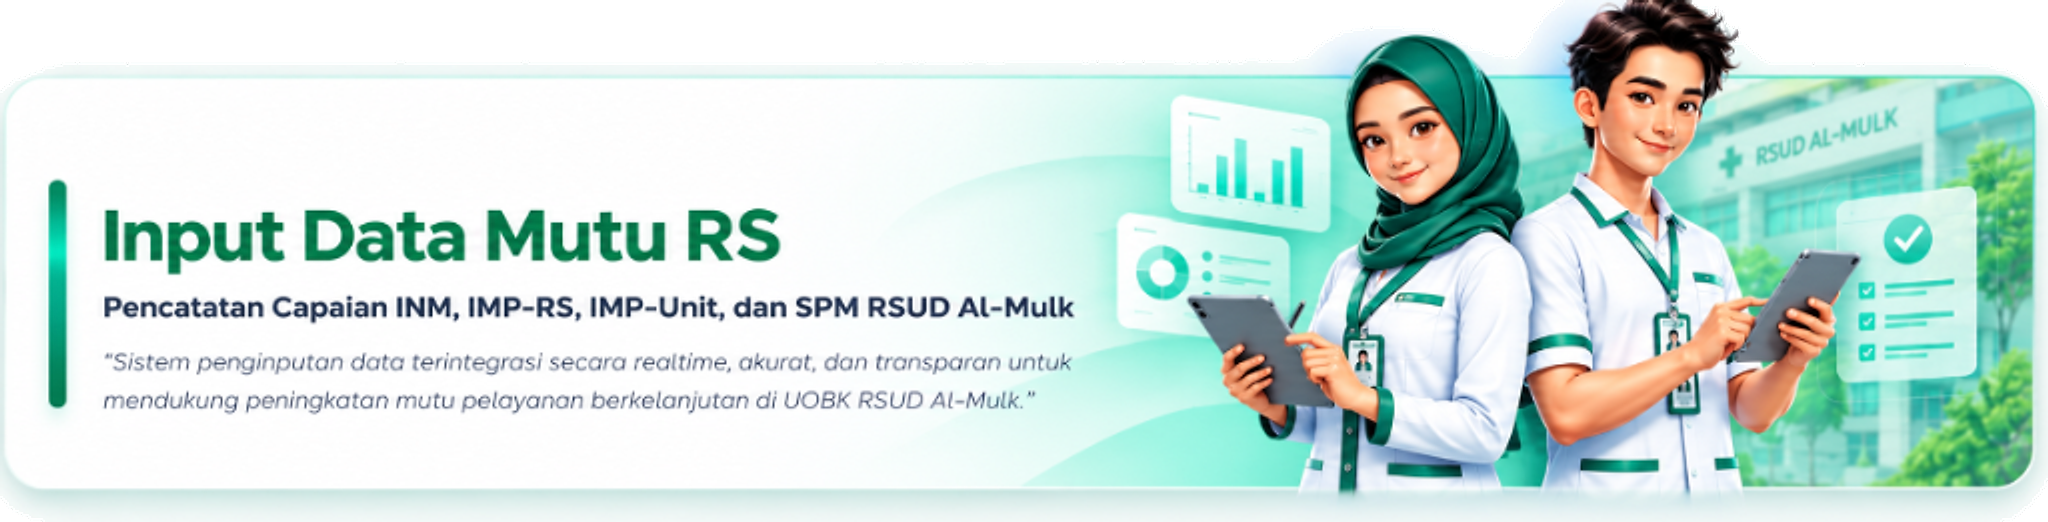 Input Data Mutu RS
Pencatatan Capaian INM, IMP-RS, IMP-Unit, dan SPM RSUD Al-Mulk
"Sistem penginputan data terintegrasi secara realtime, akurat, dan transparan untuk
mendukung peningkatan mutu pelayanan berkelanjutan di UOBK RSUD Al-Mulk."
RSUD AL-MULK